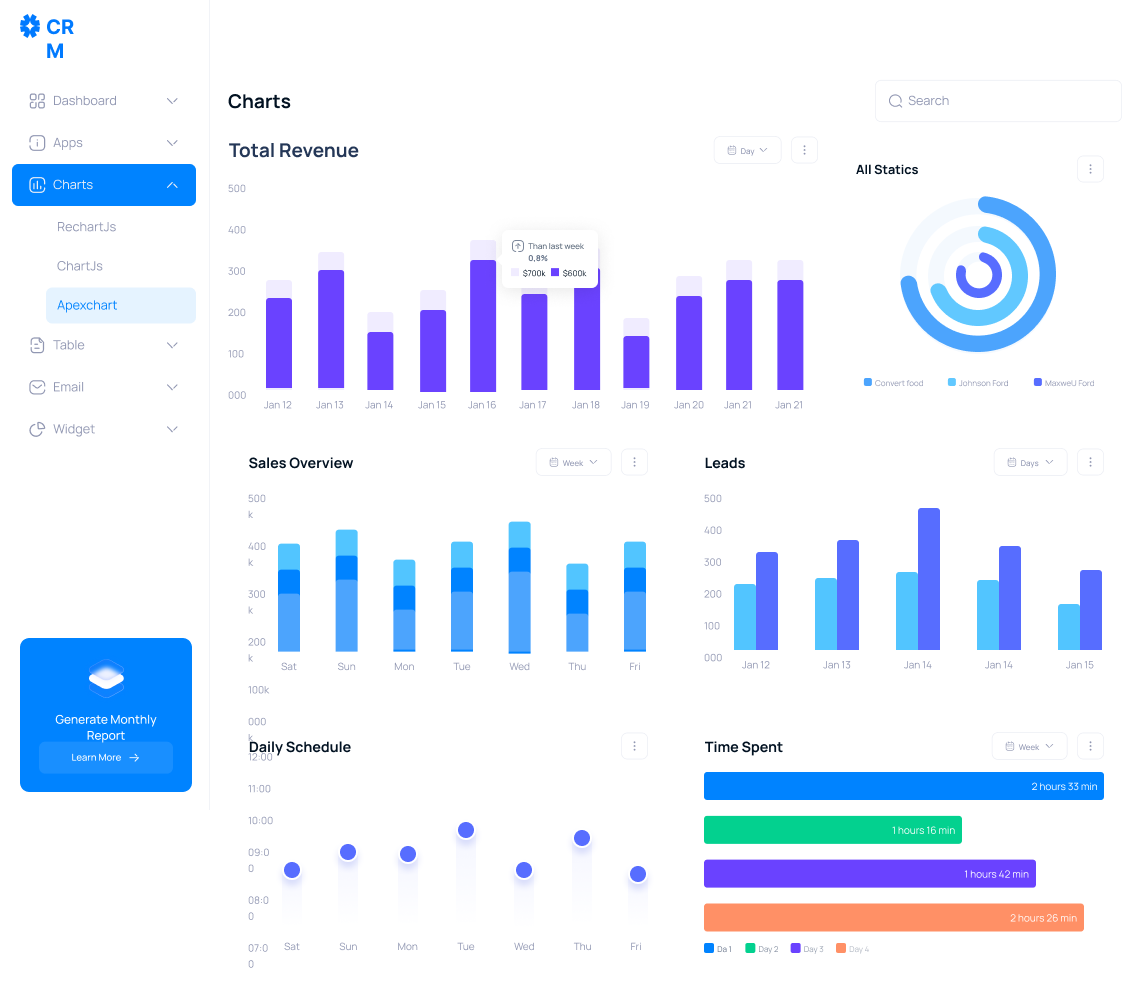 CR
M
Dashboard
Apps
Charts
RechartJs
ChartJs
Apexchart
Table
Email
Widget
Generate Monthly
Report
Learn More
Charts
Search
Total Revenue
Day
500
400
300
200
100
000
Than last week
0,8%
$700k
$600k
Jan 12
Jan 13
Jan 14
Jan 15
Jan 16
Jan 17
Jan 18
Jan 19
Jan 20
Jan 21
Jan 21
All Statics
Convert food
Johnson Ford
MaxweU Ford
Sales Overview
Week
500
k
400
k
300
k
200
k
100k
000
k
Sat
Sun
Mon
Tue
Wed
Thu
Fri
Leads
Days
500
400
300
200
100
000
Jan 12
Jan 13
Jan 14
Jan 14
Jan 15
Daily Schedule
12:00
11:00
10:00
09:0
0
08:0
0
07:0
0
Sat
Sun
Mon
Tue
Wed
Thu
Fri
Time Spent
Week
2 hours 33 min
1 hours 16 min
1 hours 42 min
2 hours 26 min
Da 1
Day 2
Day 3
Day 4